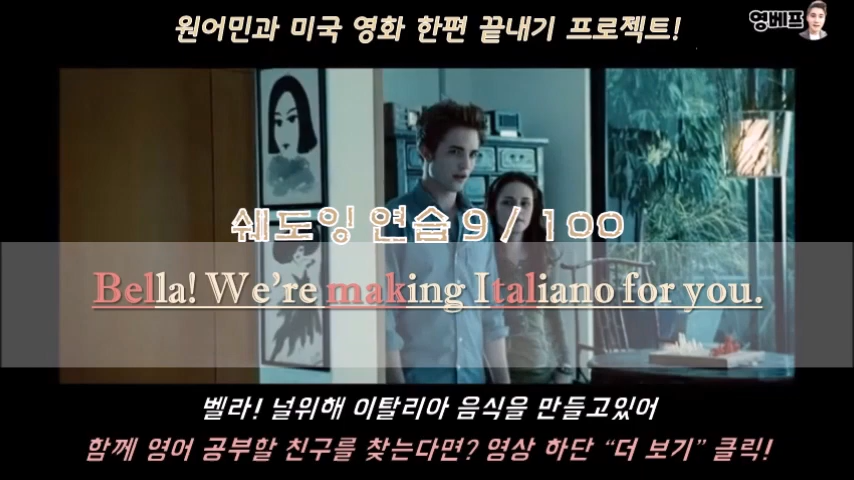 원어민과 미국 영화 한편 끝내기 프로젝트!
영베프
쉐도잉 연습 9 / 100
Bella! We're making Italiano for you.
벨라! 널위해 이탈리아 음식을 만들고있어
함께 영어 공부할 친구를 찾는다면? 영상 하단 “더 보기” 클릭!